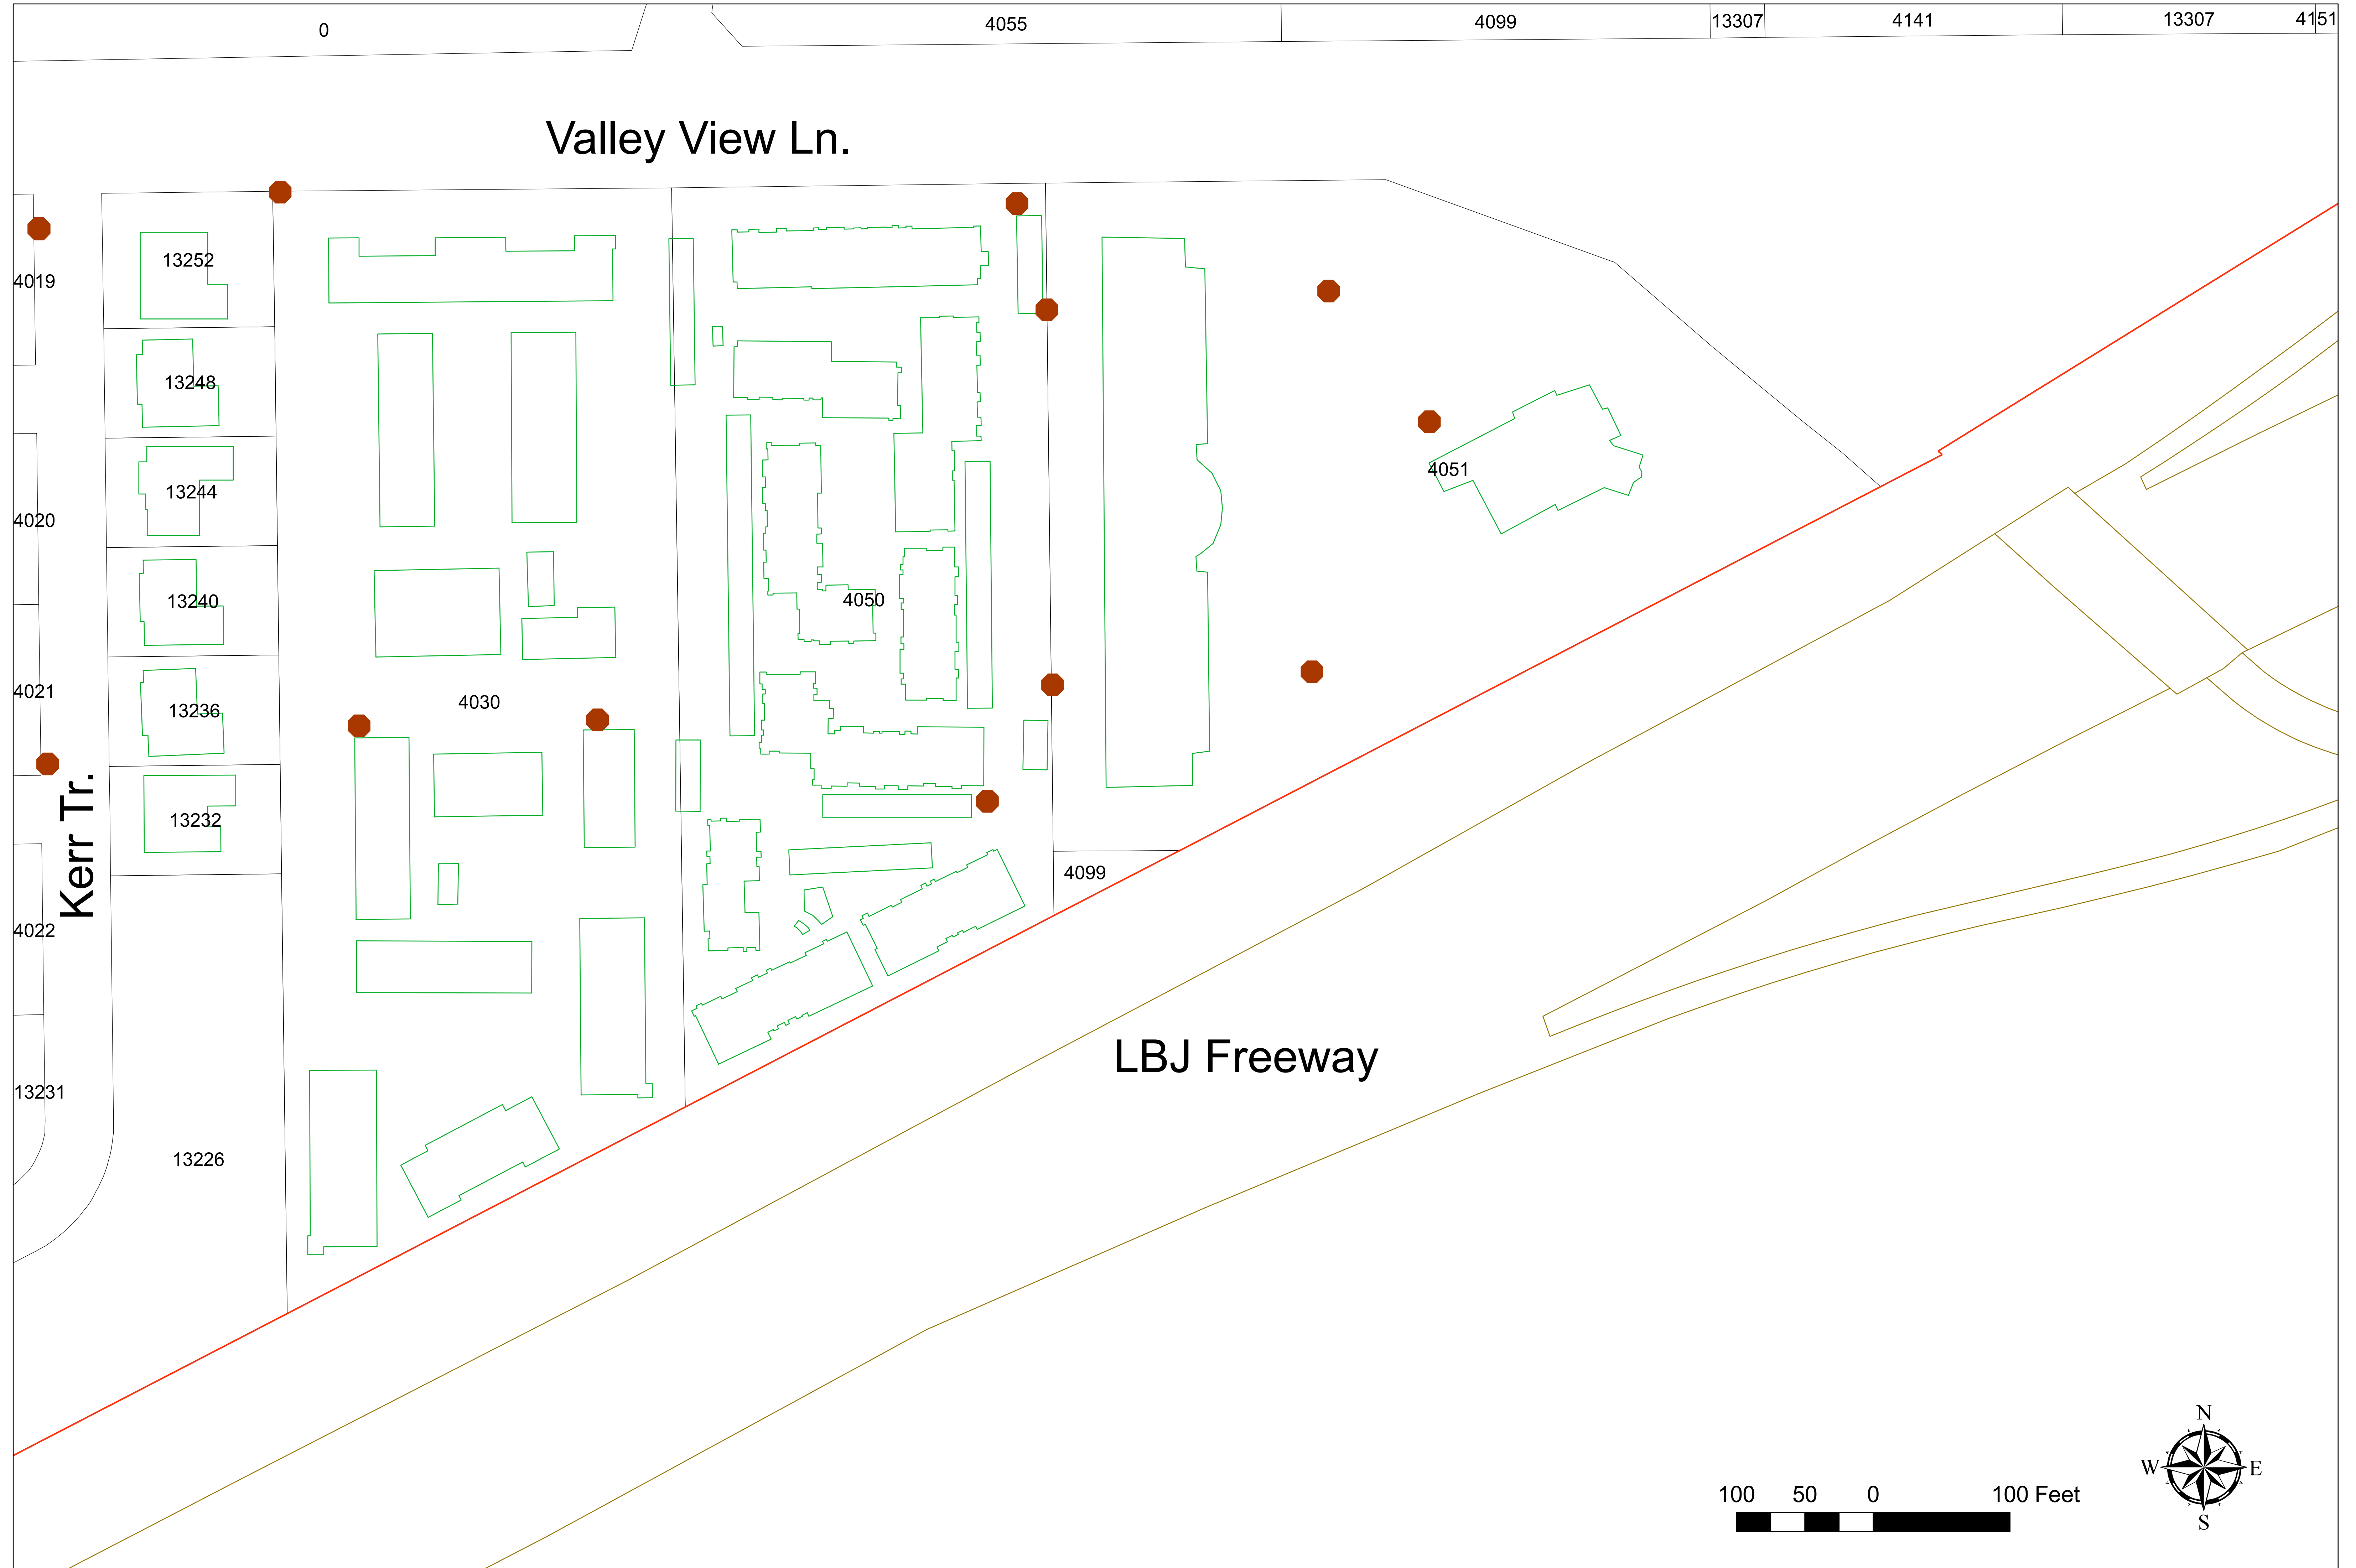 0
4055
4099
13307
4141
13307
4151
Valley View Ln.
13252
4019
13248
4051
13244
4020
13240
4050
4021
13236
4030
13232
Kerr Tr.
4099
4022
LBJ Freeway
13231
13226
N
W
E
S
100 50 0 100 Feet